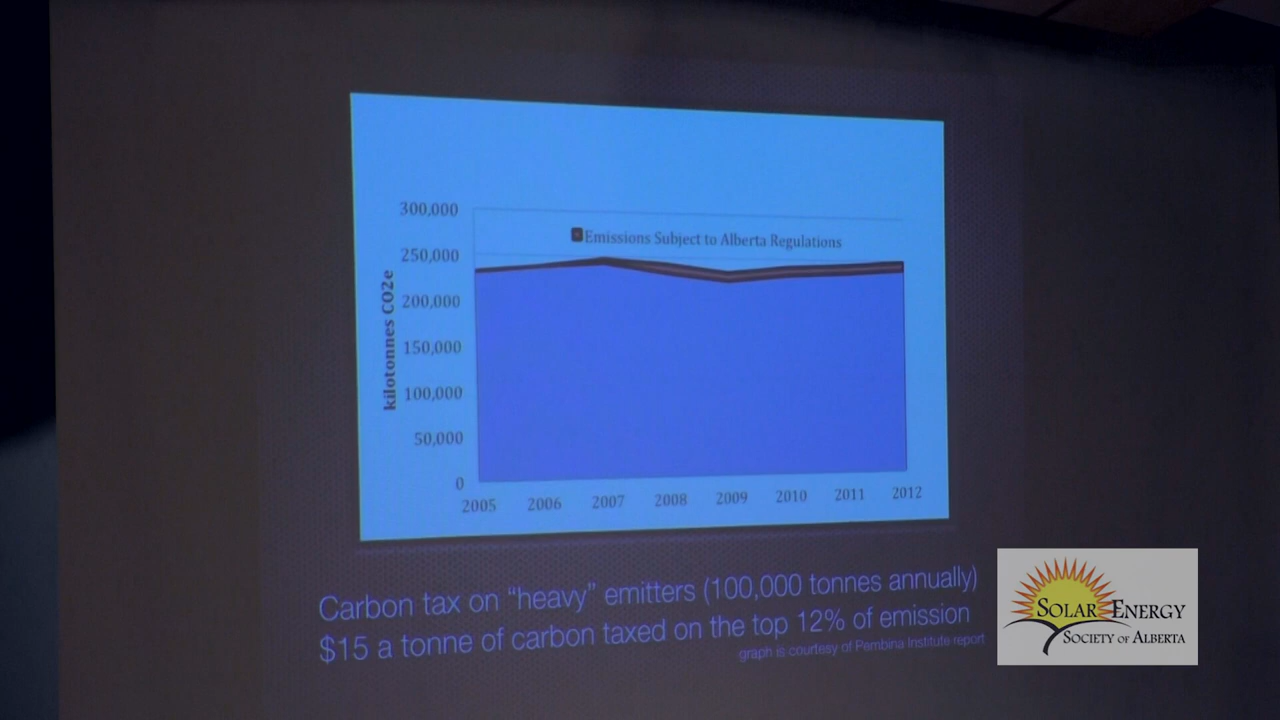 300,000
250,000
200,000
150,000
100,000
50,000
0
kilotonnes CO2e
Emissions Subject to Alberta Regulations
2005 2006 2007 2008 2009 2010 2011 2012
Carbon tax on “heavy” emitters (100,000 tonnes annually)
$15 a tonne of carbon taxed on the top 12% of emission
graph is courtesy of Pembina Institute report
SOLAR ENERGY
SOCIETY OF ALBERTA